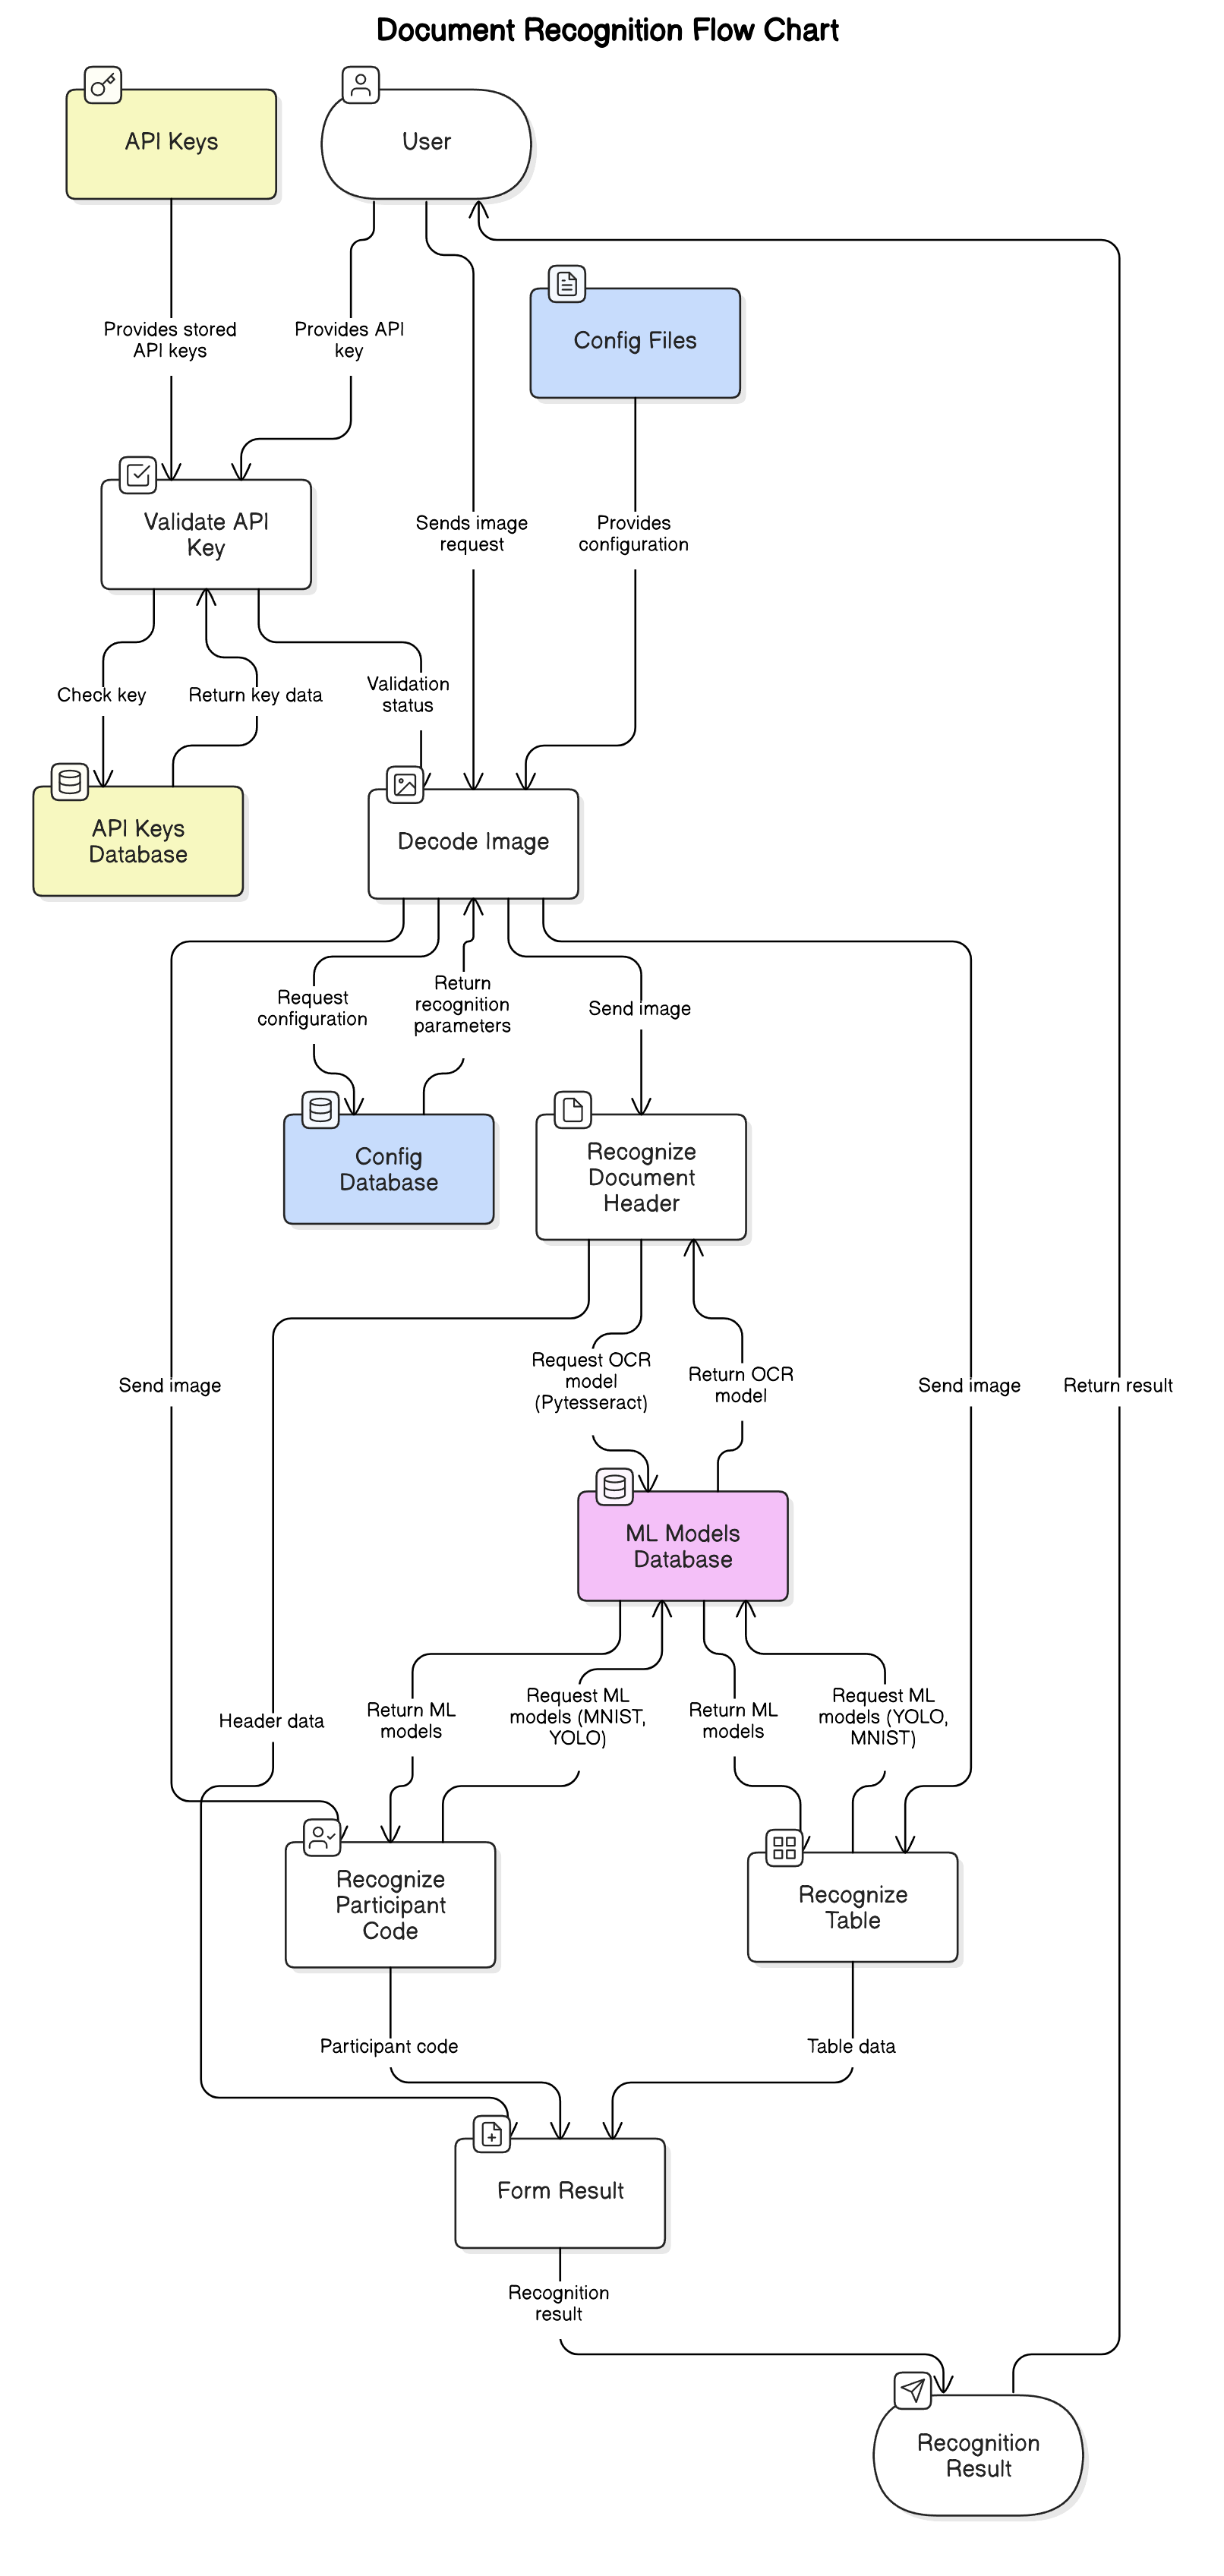 Document Recognition Flow Chart
API Keys
User
Config Files
Provides stored
API keys
Provides API
key
Validate API
Key
Sends image
request
Provides
configuration
Check key
Return key data
Validation
status
API Keys
Database
Decode Image
Request
configuration
Return
recognition
parameters
Send image
Config
Database
Recognize
Document
Header
Send image
Request OCR
model
(Pytesseract)
Return OCR
model
Send image
Return result
ML Models
Database
Header data
Return ML
models
Request ML
models (MNIST,
YOLO)
Return ML
models
Request ML
models (YOLO,
MNIST)
Recognize
Participant
Code
Recognize
Table
Participant code
Table data
Form Result
Recognition
result
Recognition
Result